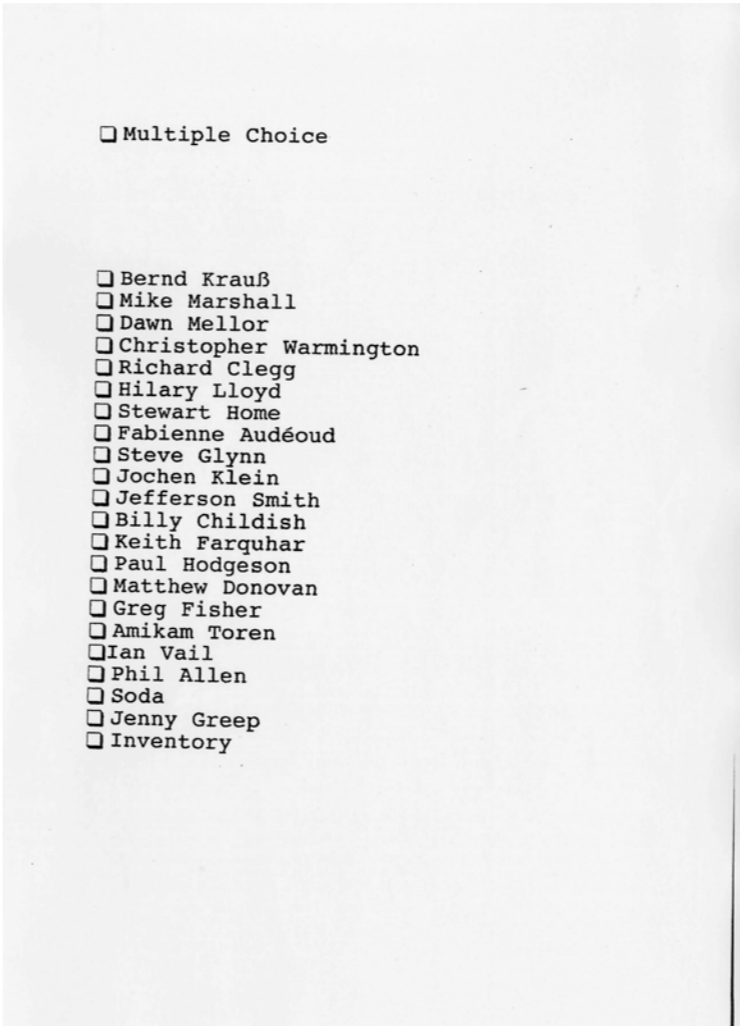 ❏ Multiple Choice
❏ Bernd Krauß
❏ Mike Marshall
❏ Dawn Mellor
❏ Christopher Warmington
❏ Richard Clegg
❏ Hilary Lloyd
❏ Stewart Home
❏ Fabienne Audéoud
❏ Steve Glynn
❏ Jochen Klein
❏ Jefferson Smith
❏ Billy Childish
❏ Keith Farquhar
❏ Paul Hodgeson
❏ Matthew Donovan
❏ Greg Fisher
❏ Amikam Toren
❏Ian Vail
❏ Phil Allen
❏ Soda
❏ Jenny Greep
❏ Inventory